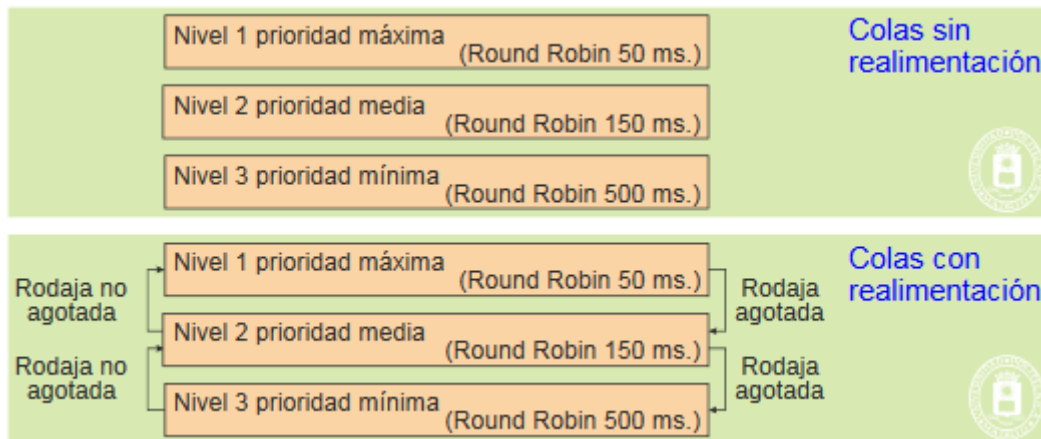 Nivel 1 prioridad máxima
(Round Robin 50 ms.)
Nivel 2 prioridad media
(Round Robin 150 ms.)
Nivel 3 prioridad mínima
(Round Robin 500 ms.)
Colas sin
realimentación
Nivel 1 prioridad máxima
(Round Robin 50 ms.)
Nivel 2 prioridad media
(Round Robin 150 ms.)
Nivel 3 prioridad mínima
(Round Robin 500 ms.)
Rodaja no
agotada
Rodaja no
agotada
Rodaja
agotada
Rodaja
agotada
Colas con
realimentación